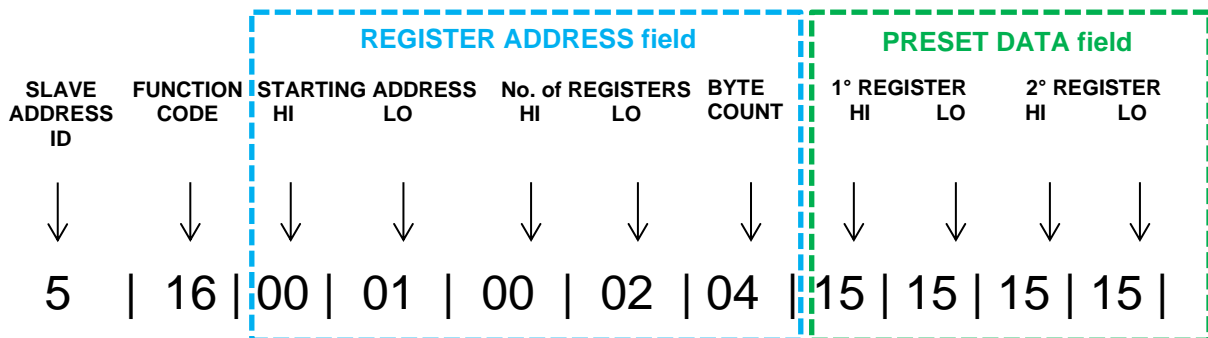 REGISTER ADDRESS field PRESET DATA field
SLAVE FUNCTION STARTING ADDRESS No. of REGISTERS BYTE 1° REGISTER 2° REGISTER
ADDRESS CODE HI LO HI LO COUNT HI LO HI LO
ID
5 | 16 | 00 | 01 | 00 | 02 | 04 | 15 | 15 | 15 | 15 |